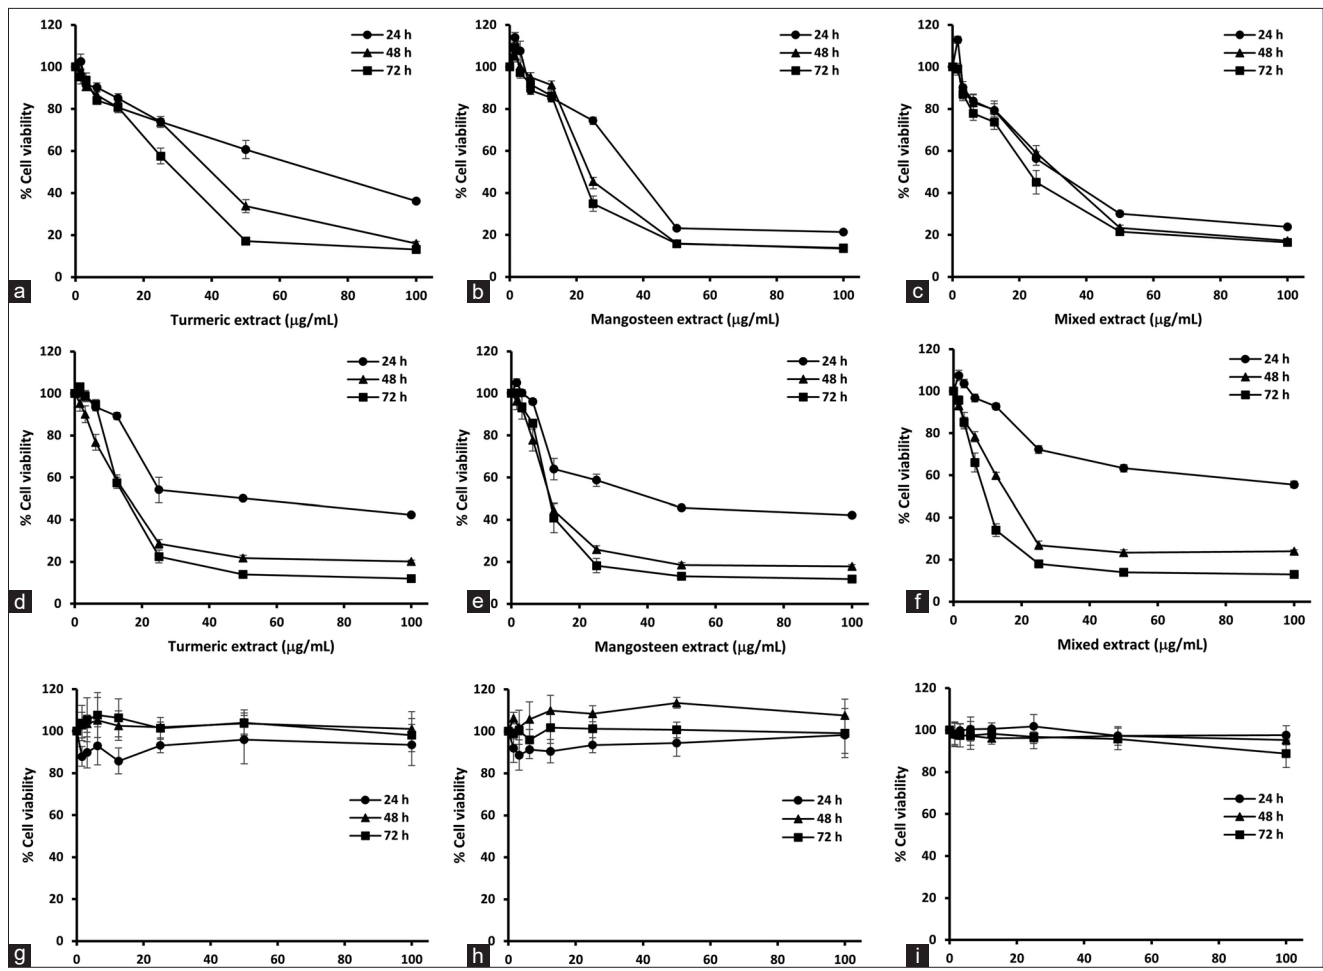 120
100
80
60
40
20
0
% Cell viability
24 h
48 h
72 h
0 20 40 60 80 100
Turmeric extract (µg/mL)
a
120
100
80
60
40
20
0
% Cell viability
24 h
48 h
72 h
0 20 40 60 80 100
Mangosteen extract (µg/mL)
b
120
100
80
60
40
20
0
% Cell viability
24 h
48 h
72 h
0 20 40 60 80 100
Mixed extract (µg/mL)
c
120
100
80
60
40
20
0
% Cell viability
24 h
48 h
72 h
0 20 40 60 80 100
Turmeric extract (µg/mL)
d
120
100
80
60
40
20
0
% Cell viability
24 h
48 h
72 h
0 20 40 60 80 100
Mangosteen extract (µg/mL)
e
120
100
80
60
40
20
0
% Cell viability
24 h
48 h
72 h
0 20 40 60 80 100
Mixed extract (µg/mL)
f
120
100
80
60
40
20
0
% Cell viability
24 h
48 h
72 h
0 20 40 60 80 100
g
120
100
80
60
40
20
0
% Cell viability
24 h
48 h
72 h
0 20 40 60 80 100
h
120
100
80
60
40
20
0
% Cell viability
24 h
48 h
72 h
0 20 40 60 80 100
i